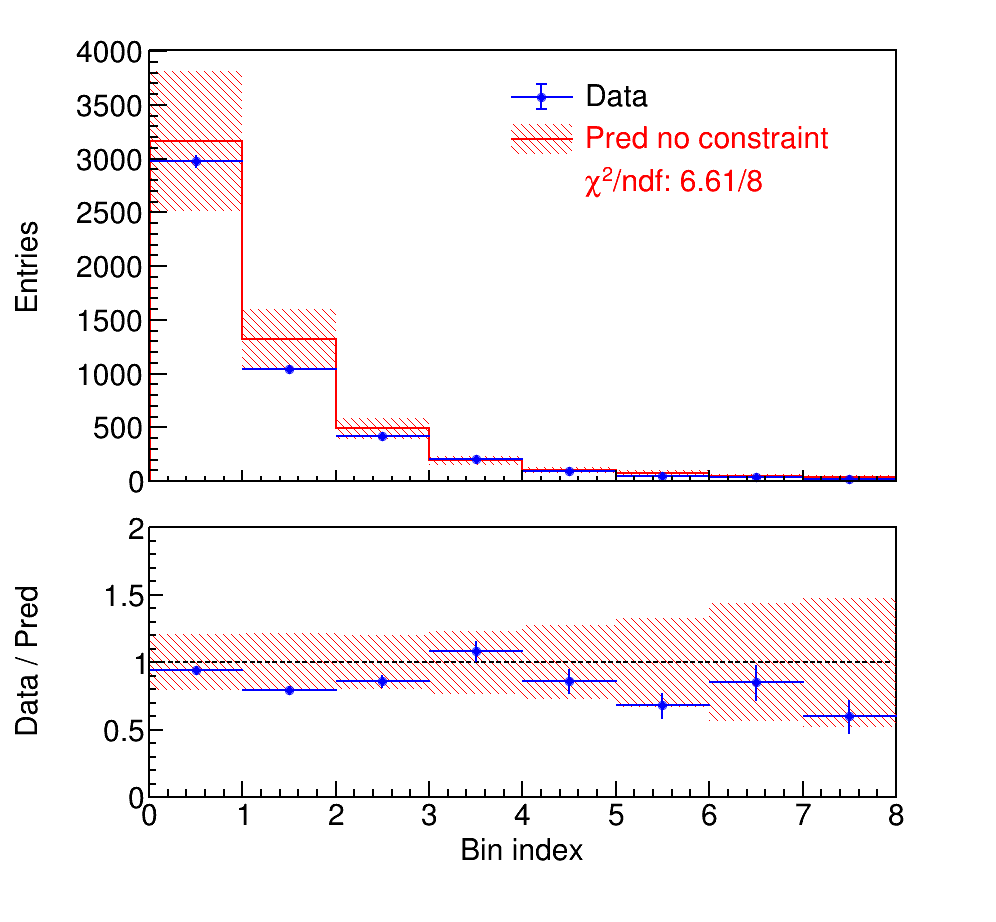 4000
3500
3000
2500
2000
1500
1000
500
0
Entries
Data
Pred no constraint
χ²/ndf: 6.61/8
2
1.5
1
0.5
0
Data / Pred
0 1 2 3 4 5 6 7 8
Bin index